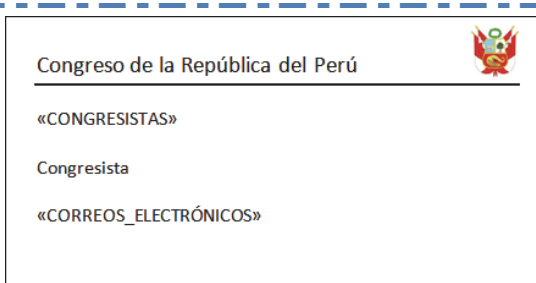 Congreso de la República del Perú
«CONGRESISTAS»
Congresista
«CORREOS_ELECTRÓNICOS»